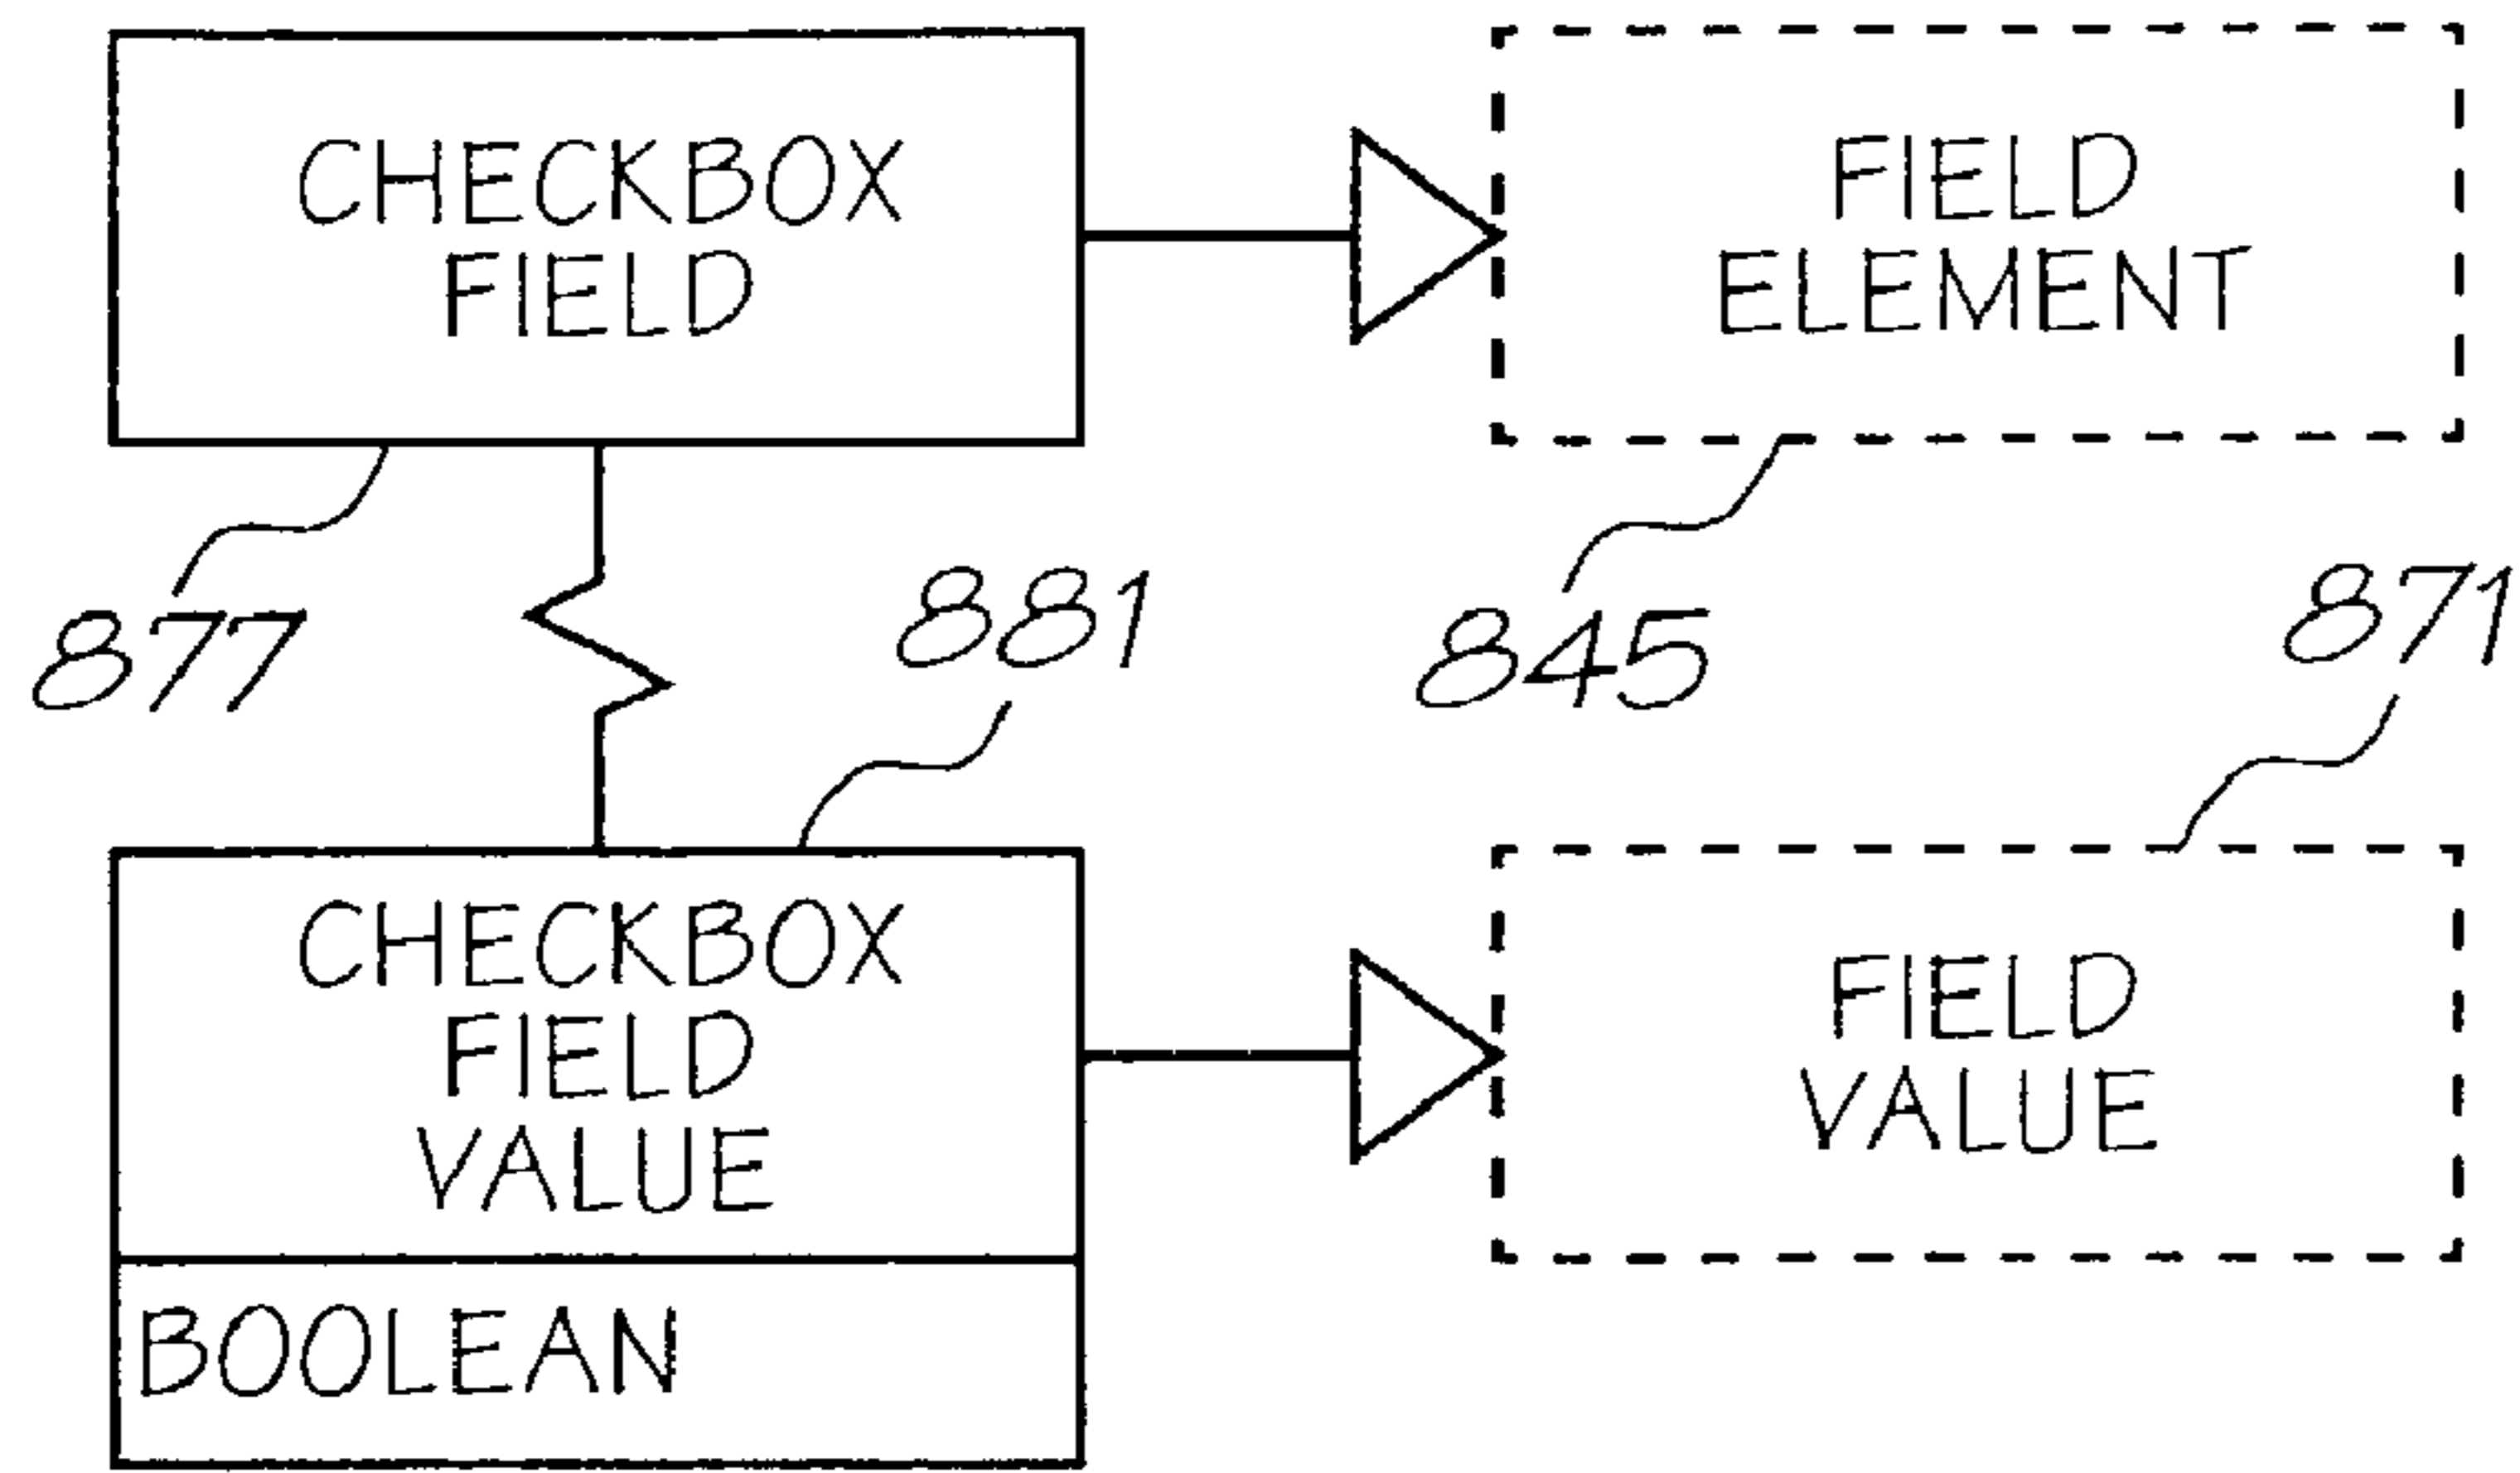 CHECKBOX
FIELD
FIELD
ELEMENT
877
881
845
871
CHECKBOX
FIELD
VALUE
FIELD
VALUE
BOOLEAN